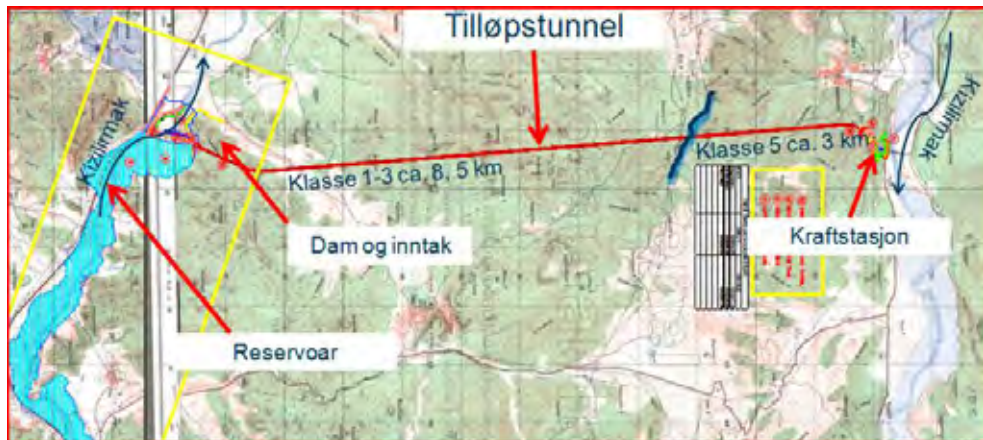 Tilløpstunnel
Kizilirmak
Kizilirmak
Klasse 1-3 ca, 8, 5 km
Klasse 5 ca. 3 km
Dam og inntak
Kraftstasjon
Reservoar